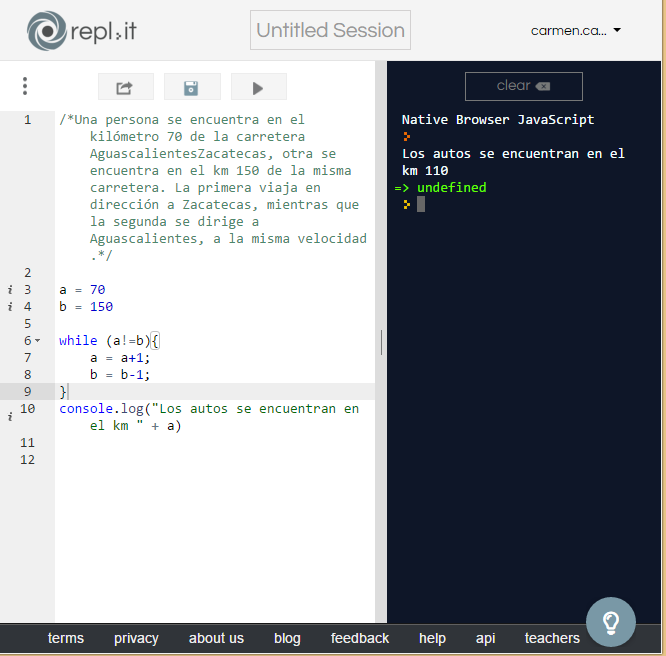 repl.it
Untitled Session
carmen.ca...
clear
1 /*Una persona se encuentra en el
kilómetro 70 de la carretera
AguascalientesZacatecas, otra se
encuentra en el km 150 de la misma
carretera. La primera viaja en
dirección a Zacatecas, mientras que
la segunda se dirige a
Aguascalientes, a la misma velocidad
.*/
2
i 3 a = 70
i 4 b = 150
5
6 while (a!=b){
7 a = a+1;
8 b = b-1;
9 }
i 10 console.log("Los autos se encuentran en
el km " + a)
11
12
Native Browser JavaScript
Los autos se encuentran en el
km 110
=> undefined
terms privacy about us blog feedback help api teachers